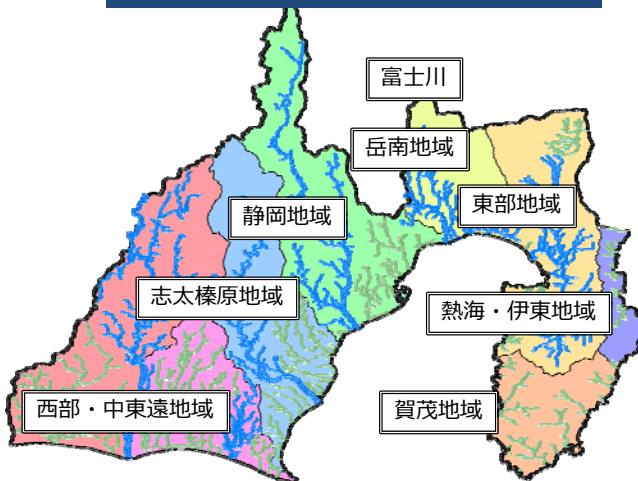 富士川
岳南地域
東部地域
静岡地域
志太榛原地域
熱海・伊東地域
西部・中東遠地域
賀茂地域